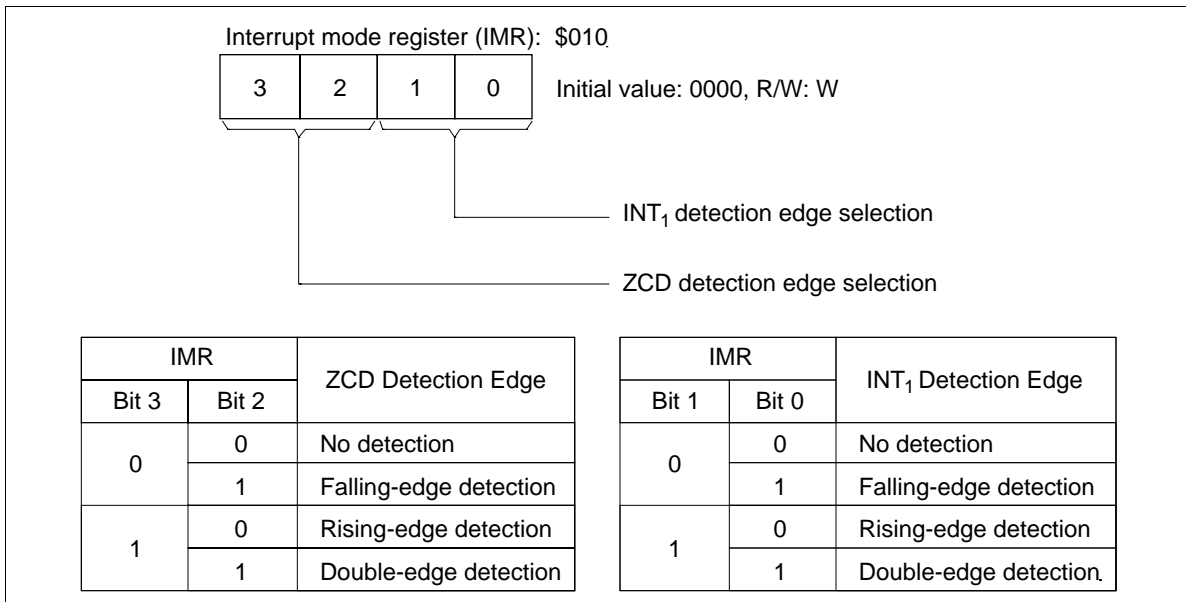 Interrupt mode register (IMR): $010
3 2 1 0 Initial value: 0000, R/W: W
INT1 detection edge selection
ZCD detection edge selection
IMR ZCD Detection Edge
Bit 3 Bit 2
0 0 No detection
1 Falling-edge detection
1 0 Rising-edge detection
1 Double-edge detection
IMR INT1 Detection Edge
Bit 1 Bit 0
0 0 No detection
1 Falling-edge detection
1 0 Rising-edge detection
1 Double-edge detection